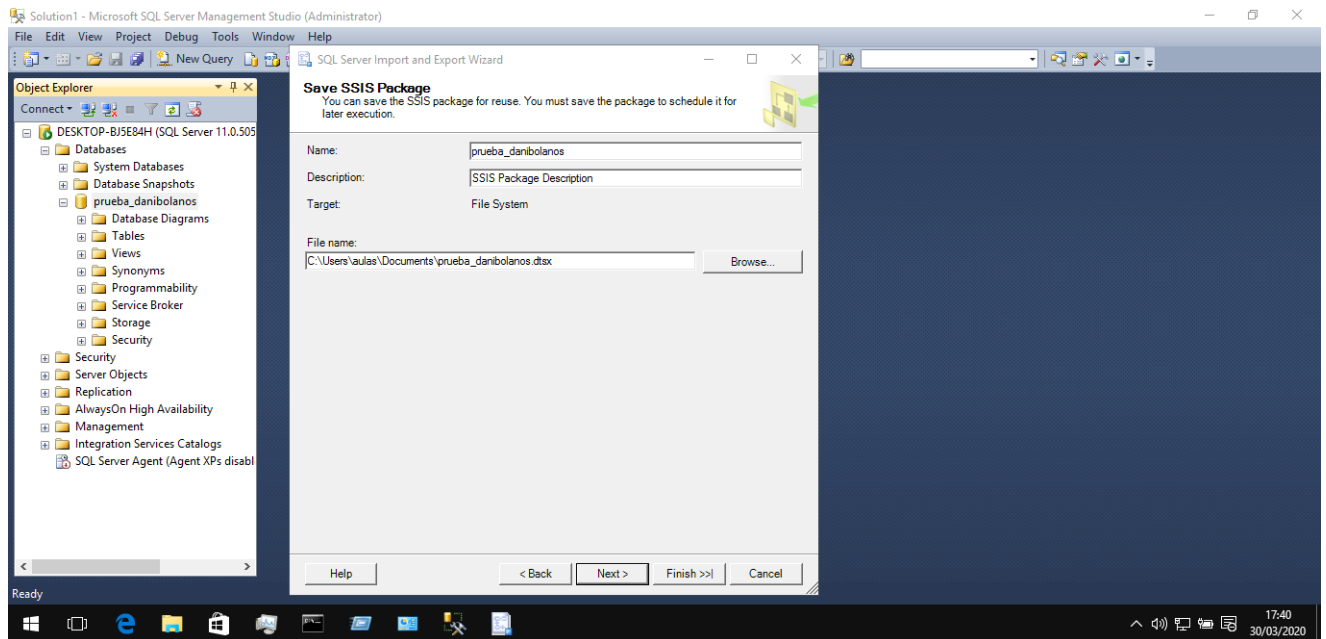 Solution1 - Microsoft SQL Server Management Studio (Administrator)
File Edit View Project Debug Tools Window Help
New Query
Object Explorer
Connect
DESKTOP-BJ5E84H (SQL Server 11.0.505
Databases
System Databases
Database Snapshots
prueba_danibolanos
Database Diagrams
Tables
Views
Synonyms
Programmability
Service Broker
Storage
Security
Security
Server Objects
Replication
AlwaysOn High Availability
Management
Integration Services Catalogs
SQL Server Agent (Agent XPs disabl
Ready
SQL Server Import and Export Wizard
Save SSIS Package
You can save the SSIS package for reuse. You must save the package to schedule it for
later execution.
Name: prueba_danibolanos
Description: SSIS Package Description
Target: File System
File name:
C:\Users\aulas\Documents\prueba_danibolanos.dtsx Browse...
Help < Back Next > Finish >>| Cancel
17:40
30/03/2020